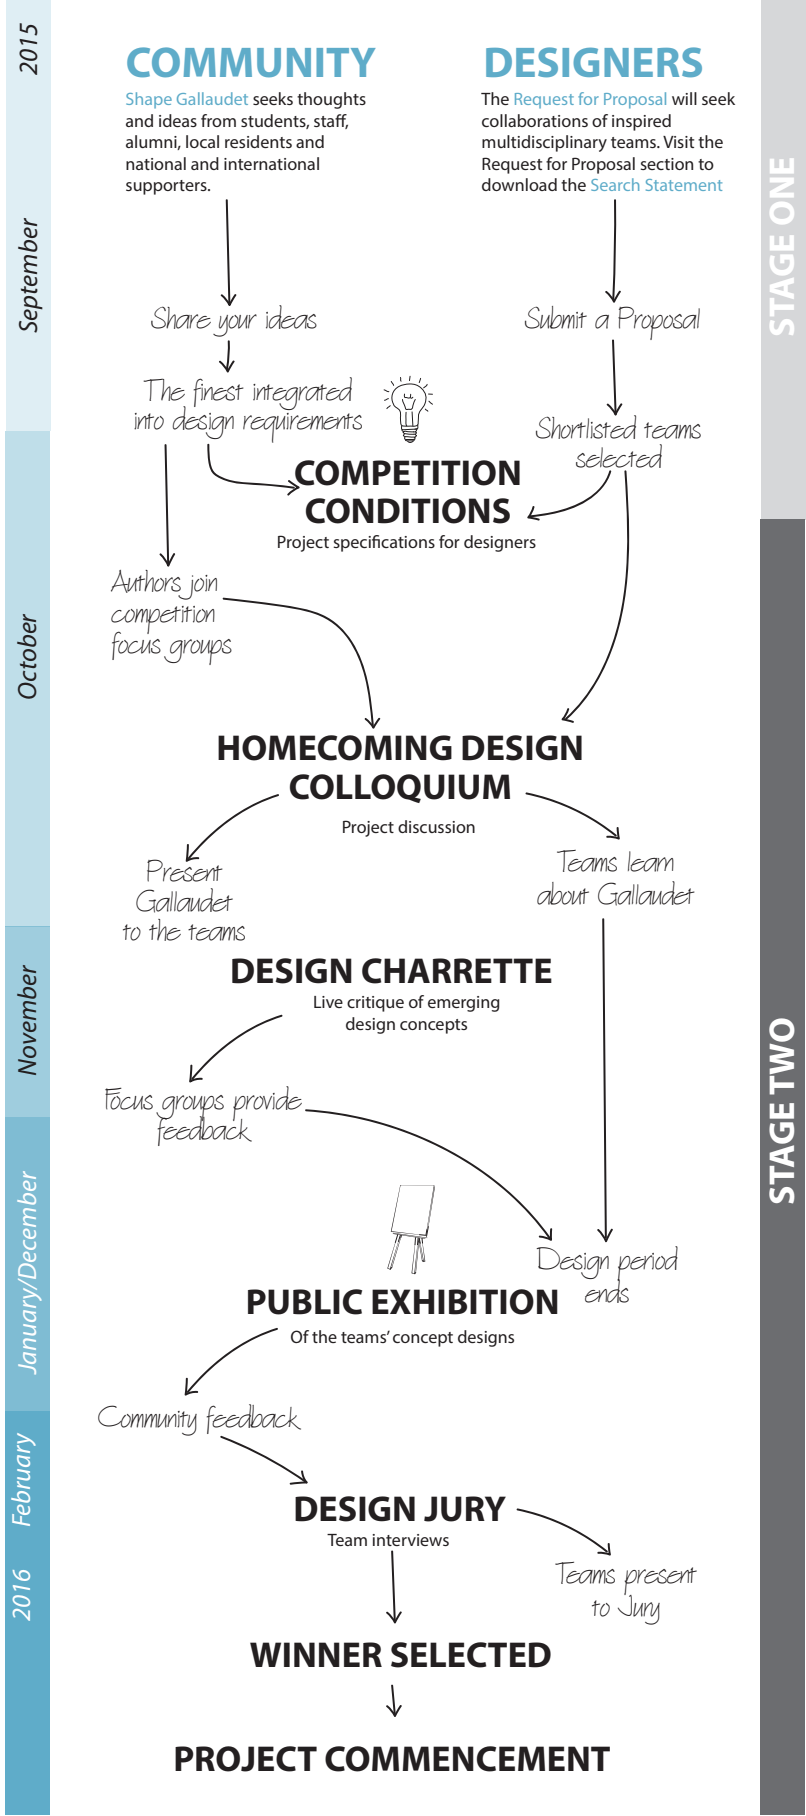 2015
September
October
November
January/December
February
2016
STAGE ONE
STAGE TWO
COMMUNITY
Shape Gallaudet seeks thoughts
and ideas from students, staff,
alumni, local residents and
national and international
supporters.
DESIGNERS
The Request for Proposal will seek
collaborations of inspired
multidisciplinary teams. Visit the
Request for Proposal section to
download the Search Statement
Share your ideas
Submit a Proposal
The finest integrated
into design requirements
Shortlisted teams
selected
COMPETITION
CONDITIONS
Project specifications for designers
Authors join
competition
focus groups
HOMECOMING DESIGN
COLLOQUIUM
Project discussion
Present
Gallaudet
to the teams
Teams learn
about Gallaudet
DESIGN CHARRETTE
Live critique of emerging
design concepts
Focus groups provide
feedback
Design period
ends
PUBLIC EXHIBITION
Of the teams' concept designs
Community feedback
DESIGN JURY
Team interviews
Teams present
to Jury
WINNER SELECTED
PROJECT COMMENCEMENT